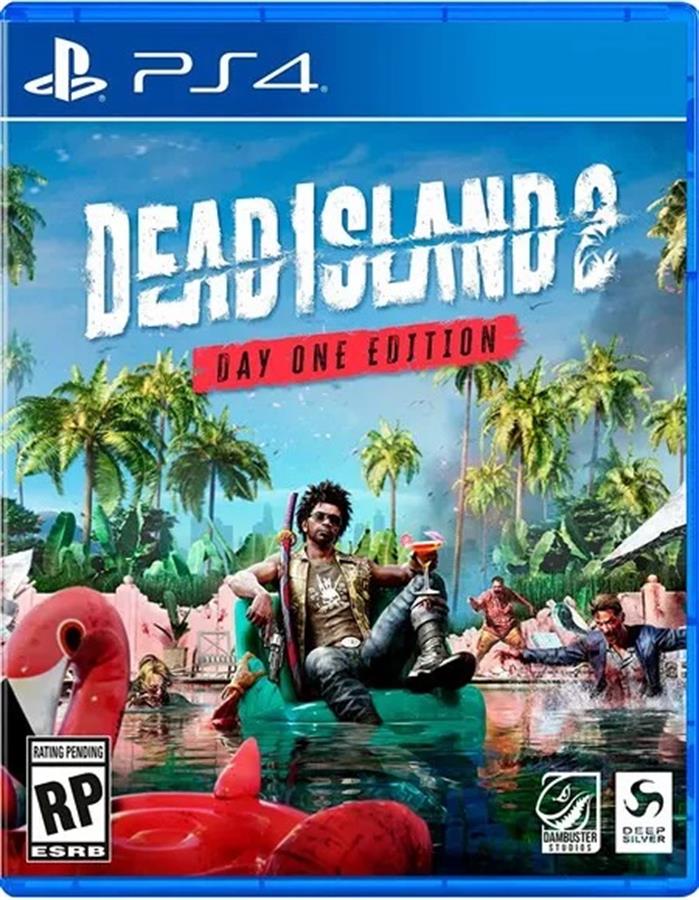 PS4
DEAD ISLAND 2
DAY ONE EDITION
RATING PENDING
RP
ESRB
DAMBUSTER
STUDIOS
DEEP
SILVER